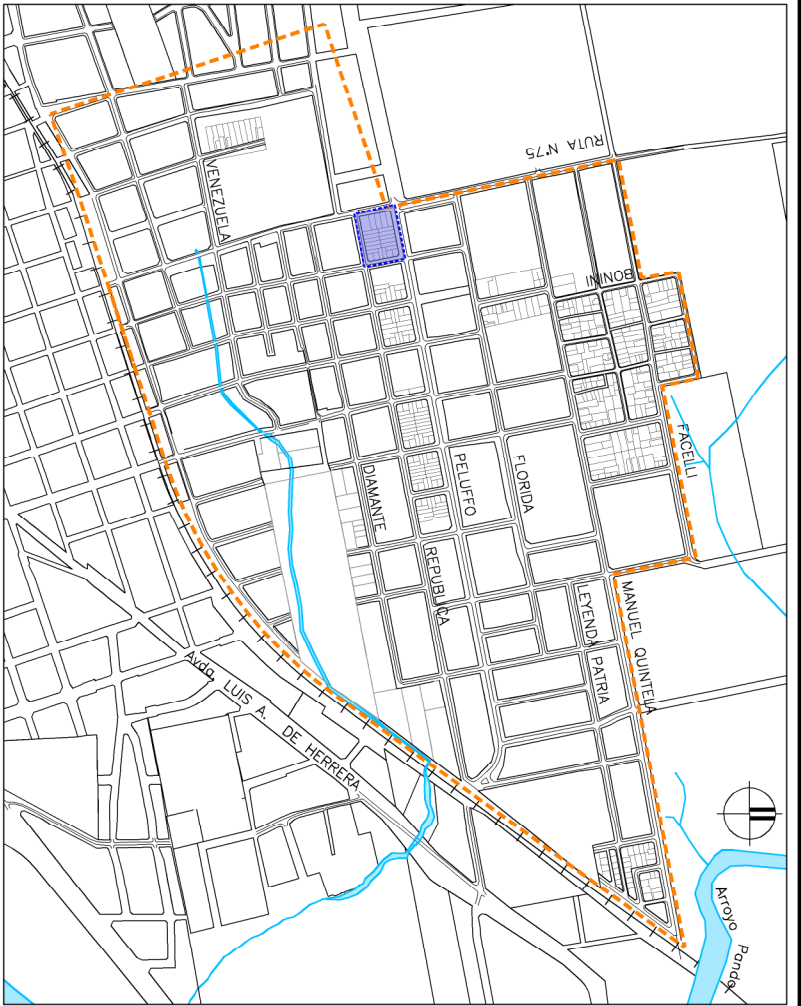 RUTA N°75
VENEZUELA
BONINI
FACELLI
DIAMANTE
PELUFFO
FLORIDA
REPUBLICA
LEYENDA PATRIA
MANUEL QUINTELA
Avda. LUIS A. DE HERRERA
Arroyo Pando